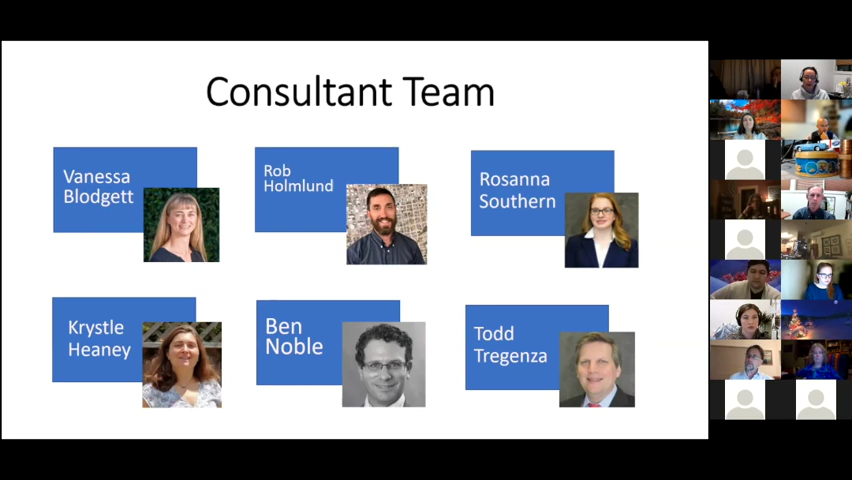 Consultant Team
Vanessa
Blodgett
Rob
Holmlund
Rosanna
Southern
Krystle
Heaney
Ben
Noble
Todd
Tregenza